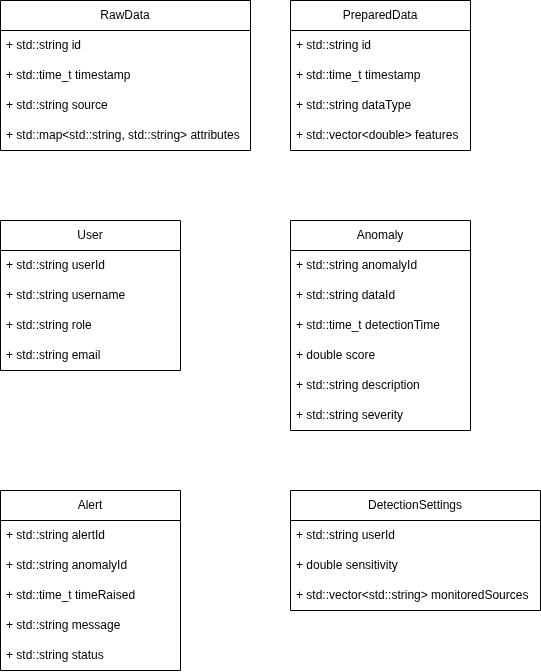 RawData
+ std::string id
+ std::time_t timestamp
+ std::string source
+ std::map<std::string, std::string> attributes
PreparedData
+ std::string id
+ std::time_t timestamp
+ std::string dataType
+ std::vector<double> features
User
+ std::string userId
+ std::string username
+ std::string role
+ std::string email
Anomaly
+ std::string anomalyId
+ std::string dataId
+ std::time_t detectionTime
+ double score
+ std::string description
+ std::string severity
Alert
+ std::string alertId
+ std::string anomalyId
+ std::time_t timeRaised
+ std::string message
+ std::string status
DetectionSettings
+ std::string userId
+ double sensitivity
+ std::vector<std::string> monitoredSources